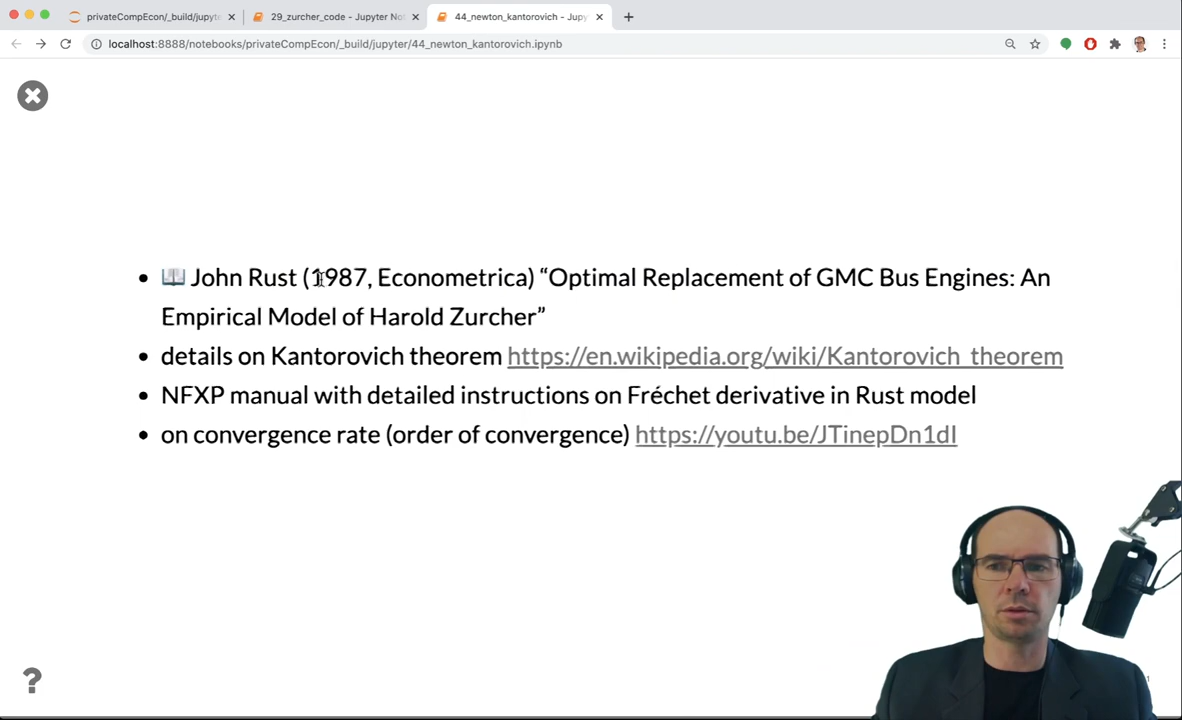 privateCompEcon/_build/jupyte
29_zurcher_code - Jupyter Not
44_newton_kantorovich - Jupy
localhost:8888/notebooks/privateCompEcon/_build/jupyter/44_newton_kantorovich.ipynb
John Rust (1987, Econometrica) “Optimal Replacement of GMC Bus Engines: An
Empirical Model of Harold Zurcher”
details on Kantorovich theorem https://en.wikipedia.org/wiki/Kantorovich_theorem
NFXP manual with detailed instructions on Fréchet derivative in Rust model
on convergence rate (order of convergence) https://youtu.be/JTinepDn1dI
?
1